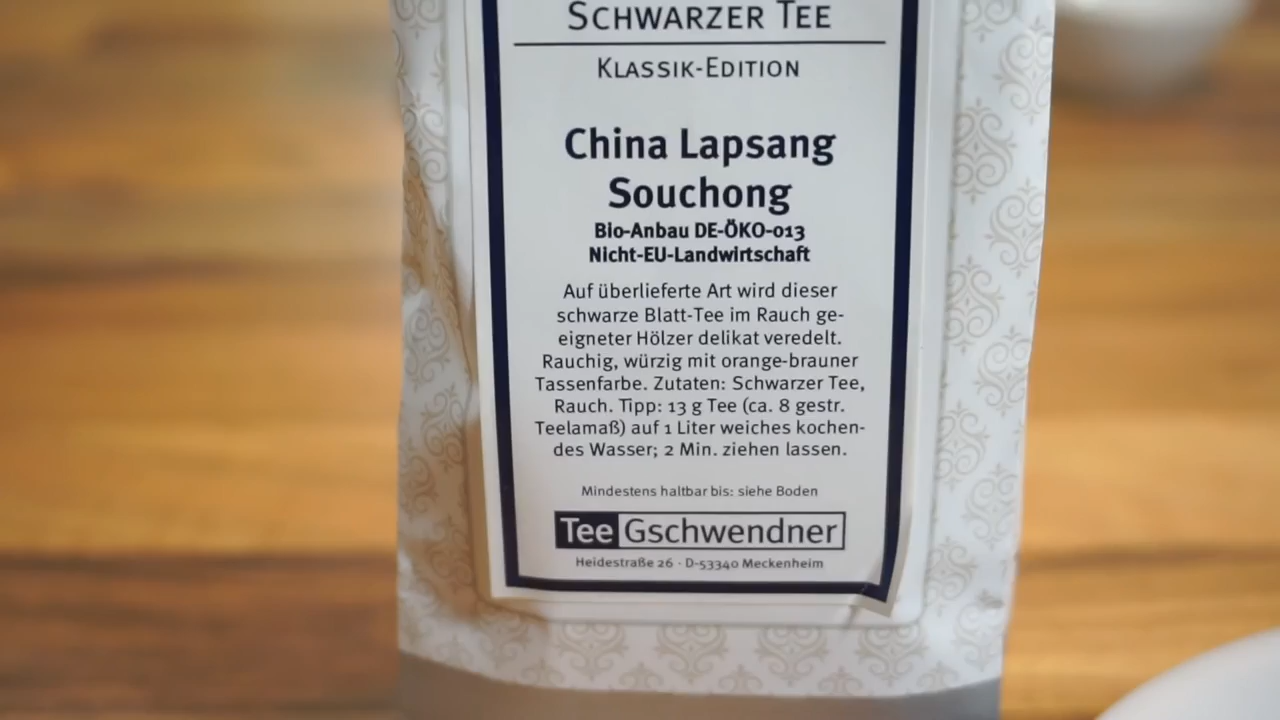 SCHWARZER TEE
KLASSIK-EDITION
China Lapsang
Souchong
Bio-Anbau DE-ÖKO-013
Nicht-EU-Landwirtschaft
Auf überlieferte Art wird dieser
schwarze Blatt-Tee im Rauch ge-
eigneter Hölzer delikat veredelt.
Rauchig, würzig mit orange-brauner
Tassenfarbe. Zutaten: Schwarzer Tee,
Rauch. Tipp: 13 g Tee (ca. 8 gestr.
Teelamaß) auf 1 Liter weiches kochen-
des Wasser; 2 Min. ziehen lassen.
Mindestens haltbar bis: siehe Boden
Tee Gschwendner
Heidestraße 26 · D-53340 Meckenheim